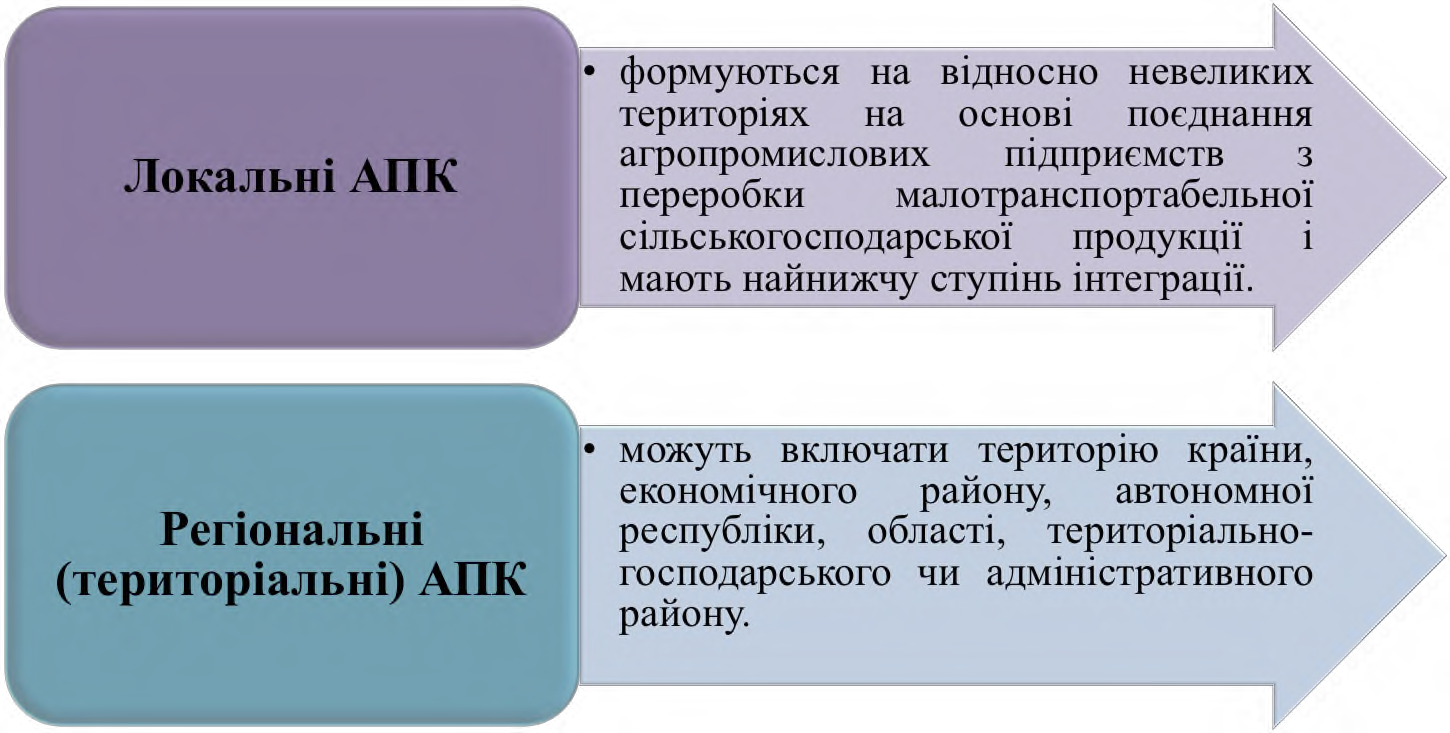 Локальні АПК
• формуються на відносно невеликих
територіях на основі поєднання
агропромислових підприємств з
переробки малотранспортабельної
сільськогосподарської продукції і
мають найнижчу ступінь інтеграції.
Регіональні
(територіальні) АПК
• можуть включати територію країни,
економічного району, автономної
республіки, області, територіально-
господарського чи адміністративного
району.